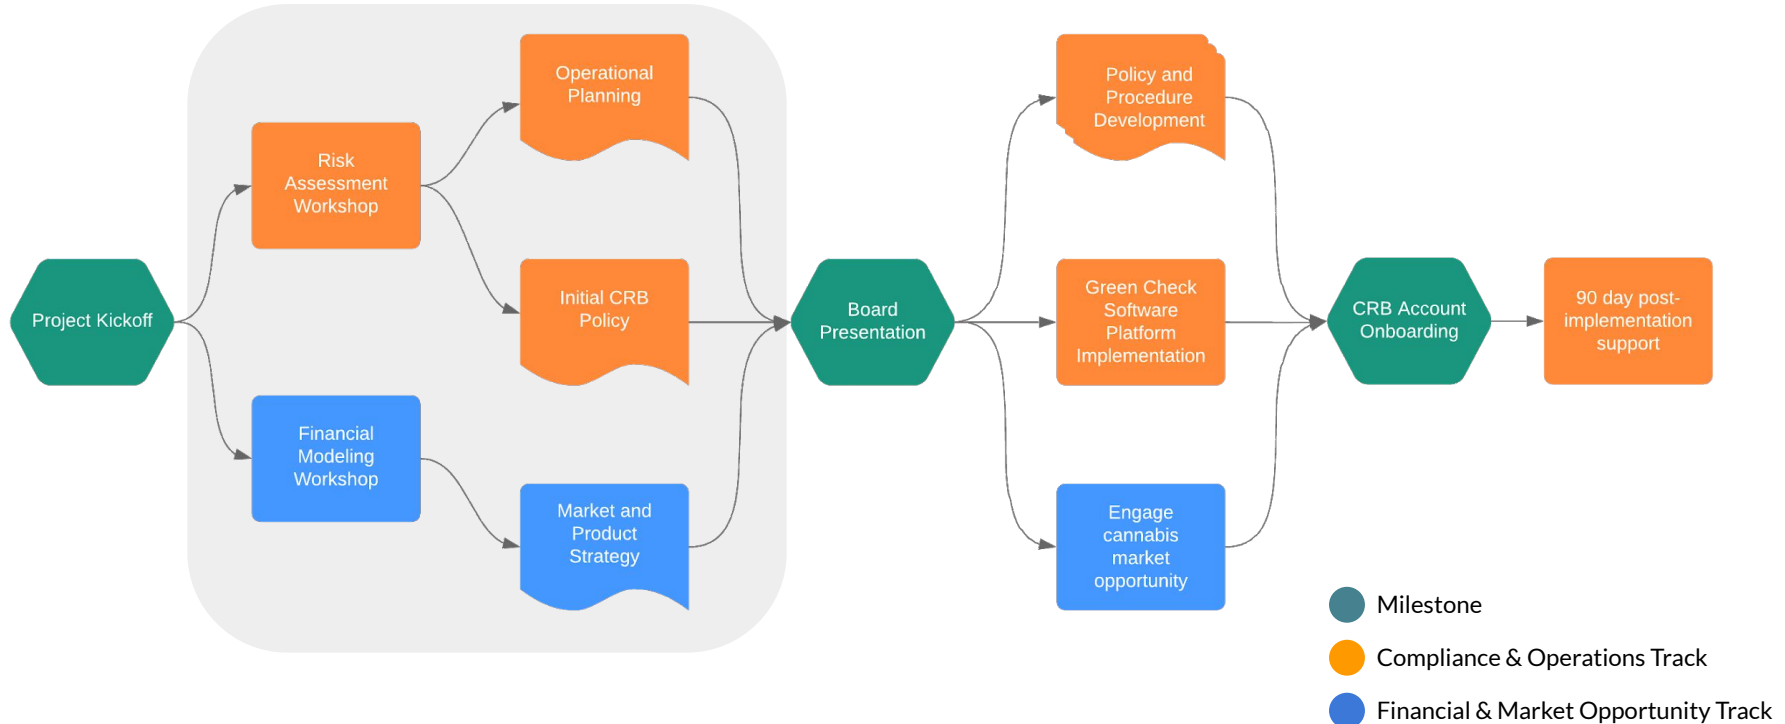 Project Kickoff
Risk
Assessment
Workshop
Financial
Modeling
Workshop
Operational
Planning
Initial CRB
Policy
Market and
Product
Strategy
Board
Presentation
Policy and
Procedure
Development
Green Check
Software
Platform
Implementation
Engage
cannabis
market
opportunity
CRB Account
Onboarding
90 day post-
implementation
support
Milestone
Compliance & Operations Track
Financial & Market Opportunity Track